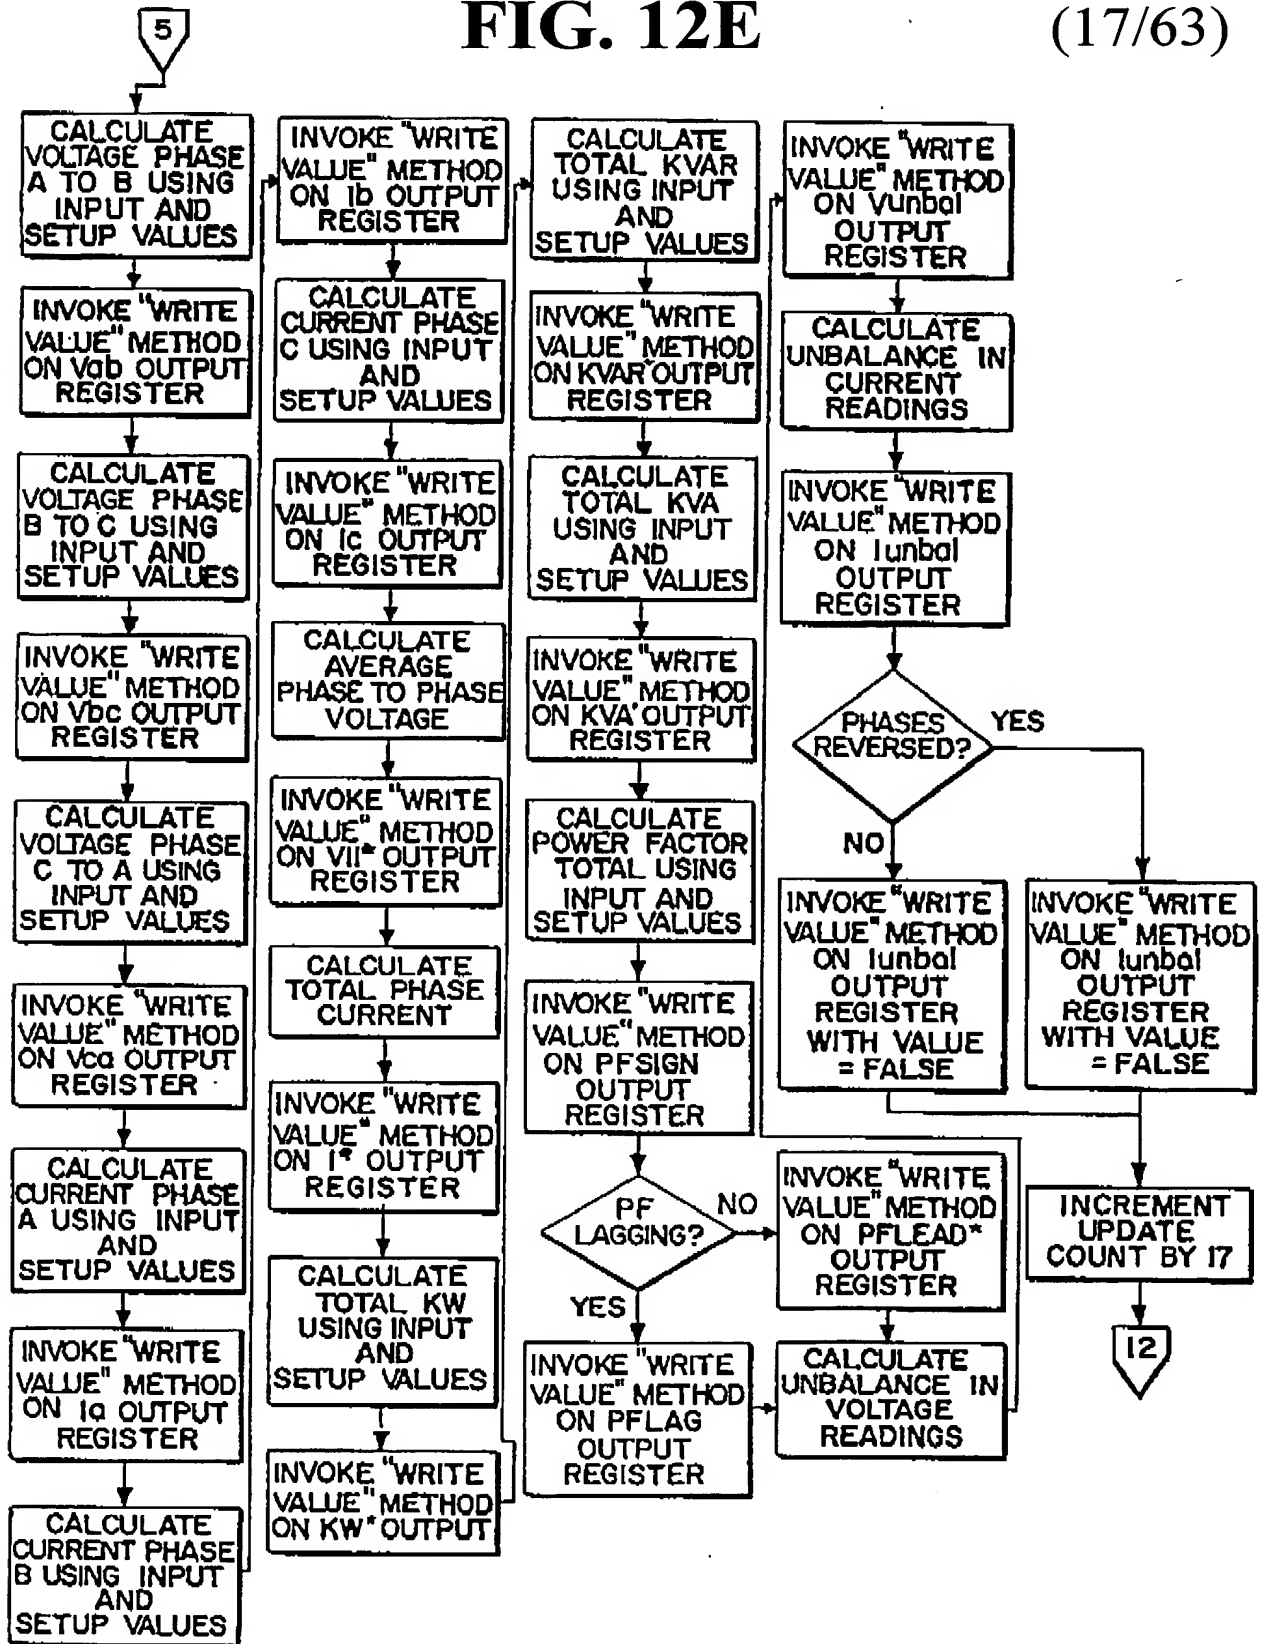 FIG. 12E
(17/63)
5
CALCULATE
VOLTAGE PHASE
A TO B USING
INPUT AND
SETUP VALUES
INVOKE "WRITE
VALUE" METHOD
ON Vab OUTPUT
REGISTER
CALCULATE
VOLTAGE PHASE
B TO C USING
INPUT AND
SETUP VALUES
INVOKE "WRITE
VALUE" METHOD
ON Vbc OUTPUT
REGISTER
CALCULATE
VOLTAGE PHASE
C TO A USING
INPUT AND
SETUP VALUES
INVOKE "WRITE
VALUE" METHOD
ON Vca OUTPUT
REGISTER
CALCULATE
CURRENT PHASE
A USING INPUT
AND
SETUP VALUES
INVOKE "WRITE
VALUE" METHOD
ON Ia OUTPUT
REGISTER
CALCULATE
CURRENT PHASE
B USING INPUT
AND
SETUP VALUES
INVOKE "WRITE
VALUE" METHOD
ON Ib OUTPUT
REGISTER
CALCULATE
CURRENT PHASE
C USING INPUT
AND
SETUP VALUES
INVOKE "WRITE
VALUE" METHOD
ON Ic OUTPUT
REGISTER
CALCULATE
AVERAGE
PHASE TO PHASE
VOLTAGE
INVOKE "WRITE
VALUE" METHOD
ON Vll* OUTPUT
REGISTER
CALCULATE
TOTAL PHASE
CURRENT
INVOKE "WRITE
VALUE" METHOD
ON I* OUTPUT
REGISTER
CALCULATE
TOTAL KW
USING INPUT
AND
SETUP VALUES
INVOKE "WRITE
VALUE" METHOD
ON KW* OUTPUT
CALCULATE
TOTAL KVAR
USING INPUT
AND
SETUP VALUES
INVOKE "WRITE
VALUE" METHOD
ON KVAR* OUTPUT
REGISTER
CALCULATE
TOTAL KVA
USING INPUT
AND
SETUP VALUES
INVOKE "WRITE
VALUE" METHOD
ON KVA* OUTPUT
REGISTER
CALCULATE
POWER FACTOR
TOTAL USING
INPUT AND
SETUP VALUES
INVOKE "WRITE
VALUE" METHOD
ON PFSIGN
OUTPUT
REGISTER
PF
LAGGING?
NO
YES
INVOKE "WRITE
VALUE" METHOD
ON PFLAG
OUTPUT
REGISTER
INVOKE "WRITE
VALUE" METHOD
ON PFLEAD*
OUTPUT
REGISTER
CALCULATE
UNBALANCE IN
VOLTAGE
READINGS
INVOKE "WRITE
VALUE" METHOD
ON Vunbal
OUTPUT
REGISTER
CALCULATE
UNBALANCE IN
CURRENT
READINGS
INVOKE "WRITE
VALUE" METHOD
ON Iunbal
OUTPUT
REGISTER
PHASES
REVERSED?
YES
NO
INVOKE "WRITE
VALUE" METHOD
ON Iunbal
OUTPUT
REGISTER
WITH VALUE
= FALSE
INVOKE "WRITE
VALUE" METHOD
ON Iunbal
OUTPUT
REGISTER
WITH VALUE
= FALSE
INCREMENT
UPDATE
COUNT BY 17
12